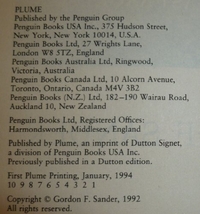 PLUME
Published by the Penguin Group
Penguin Books USA Inc., 375 Hudson Street,
New York, New York 10014, U.S.A.
Penguin Books Ltd, 27 Wrights Lane,
London W8 5TZ, England
Penguin Books Australia Ltd, Ringwood,
Victoria, Australia
Penguin Books Canada Ltd, 10 Alcorn Avenue,
Toronto, Ontario, Canada M4V 3B2
Penguin Books (N.Z.) Ltd, 182-190 Wairau Road,
Auckland 10, New Zealand
Penguin Books Ltd, Registered Offices:
Harmondsworth, Middlesex, England
Published by Plume, an imprint of Dutton Signet,
a division of Penguin Books USA Inc.
Previously published in a Dutton edition.
First Plume Printing, January, 1994
10 9 8 7 6 5 4 3 2 1
Copyright © Gordon F. Sander, 1992
All rights reserved.